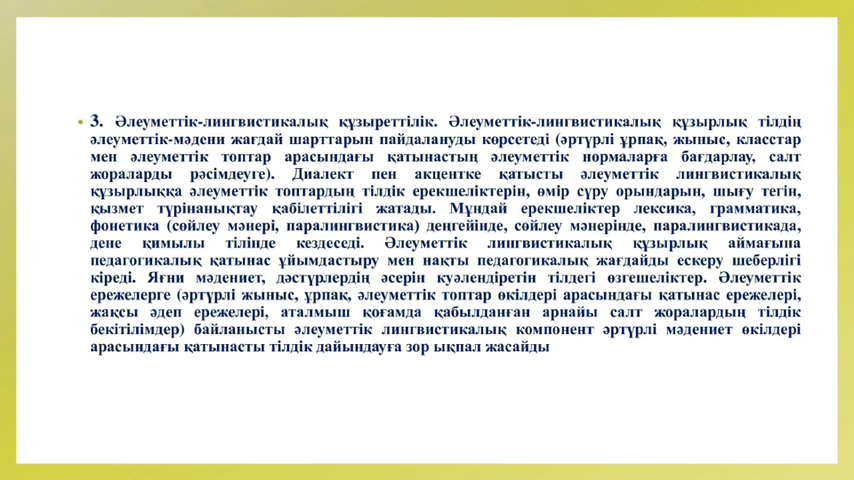 • 3. Әлеуметтік-лингвистикалық құзыреттілік. Әлеуметтік-лингвистикалық құзырлық тілдің
әлеуметтік-мәдени жағдай шарттарын пайдалануды көрсетеді (әртүрлі ұрпақ, жыныс, класстар
мен әлеуметтік топтар арасындағы қатынастың әлеуметтік нормаларға бағдарлау, салт
жораларды рәсімдеуге). Диалект пен акцентке қатысты әлеуметтік лингвистикалық
құзырлыққа әлеуметтік топтардың тілдік ерекшеліктерін, өмір сүру орындарын, шығу тегін,
қызмет түрінанықтау қабілеттілігі жатады. Мұндай ерекшеліктер лексика, грамматика,
фонетика (сөйлеу мәнері, паралингвистика) деңгейінде, сөйлеу мәнерінде, паралингвистикада,
дене қимылы тілінде кездеседі. Әлеуметтік лингвистикалық құзырлық аймағына
педагогикалық қатынас ұйымдастыру мен нақты педагогикалық жағдайды ескеру шеберлігі
кіреді. Яғни мәдениет, дәстүрлердің әсерін куәлендіретін тілдегі өзгешеліктер. Әлеуметтік
ережелерге (әртүрлі жыныс, ұрпақ, әлеуметтік топтар өкілдері арасындағы қатынас ережелері,
жақсы әдеп ережелері, аталмыш қоғамда қабылданған арнайы салт жоралардың тілдік
бекітілімдер) байланысты әлеуметтік лингвистикалық компонент әртүрлі мәдениет өкілдері
арасындағы қатынасты тілдік дайындауға зор ықпал жасайды